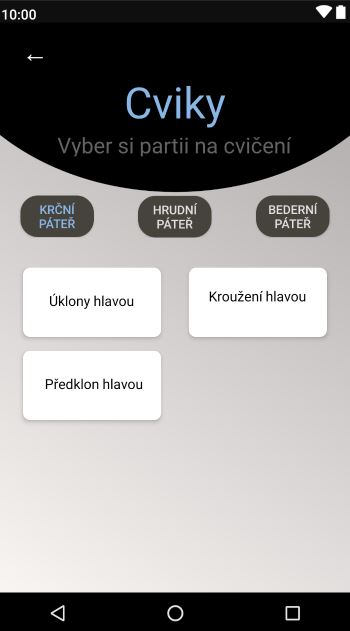 10:00
←
Cviky
Vyber si partii na cvičení
KRČNÍ
PÁTEŘ
HRUDNÍ
PÁTEŘ
BEDERNÍ
PÁTEŘ
Úklony hlavou
Kroužení hlavou
Předklon hlavou